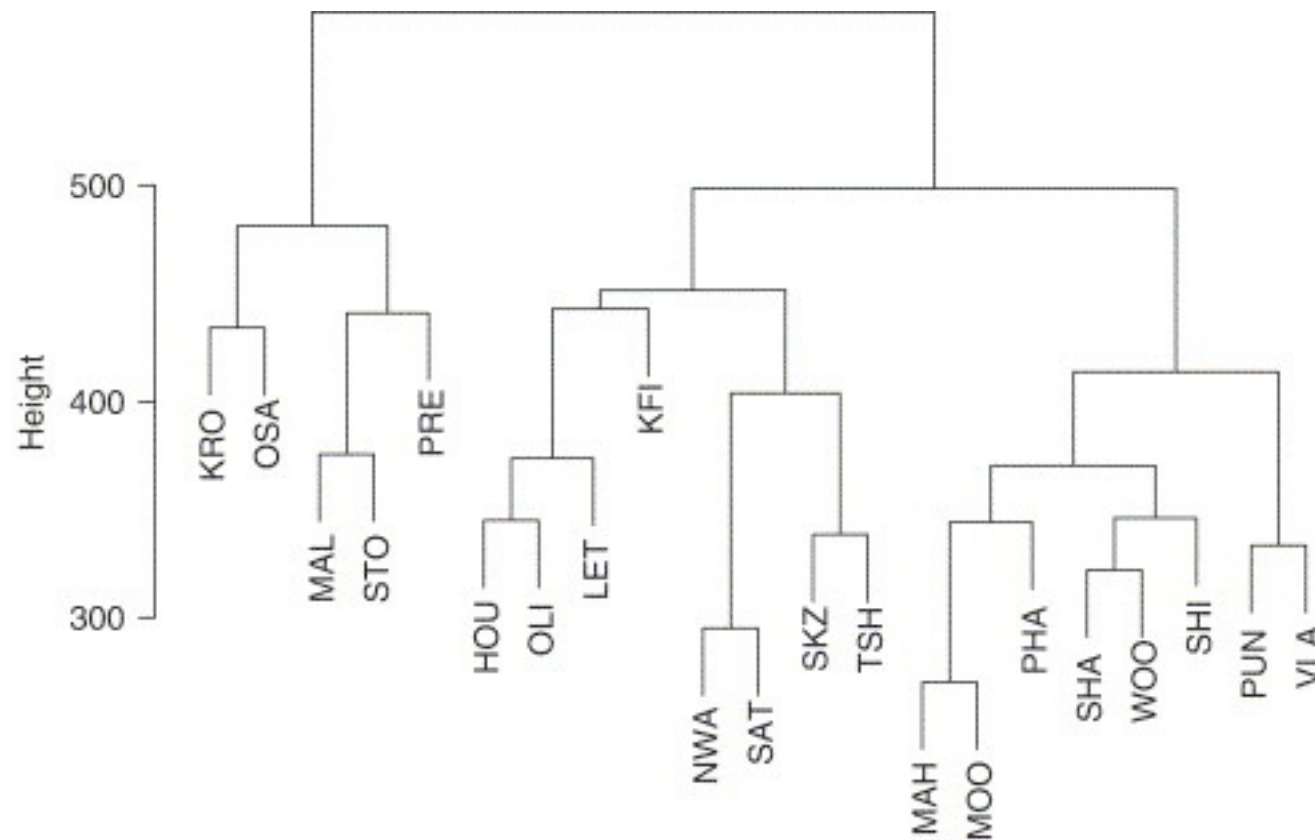 500
400
300
Height
KRO
OSA
MAL
STO
PRE
HOU
OLI
LET
KFI
NWA
SAT
SKZ
TSH
MAH
MOO
PHA
SHA
WOO
SHI
PUN
VLA